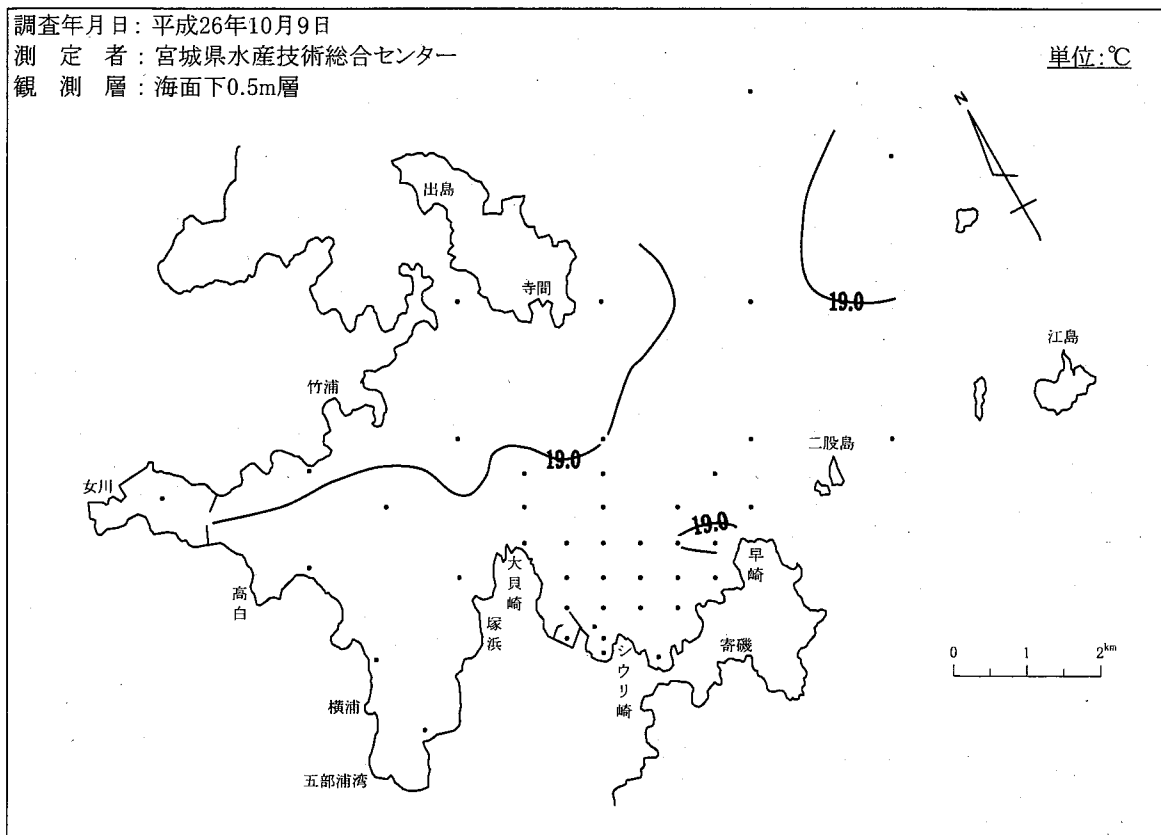 調査年月日：平成26年10月9日
測定者：宮城県水産技術総合センター
観測層：海面下0.5m層
単位：℃
N
出島
寺間
19.0
江島
竹浦
二股島
19.0
女川
19.0
早崎
大貝崎
高白
塚浜
シウリ崎
寄磯
0 1 2km
横浦
五部浦湾